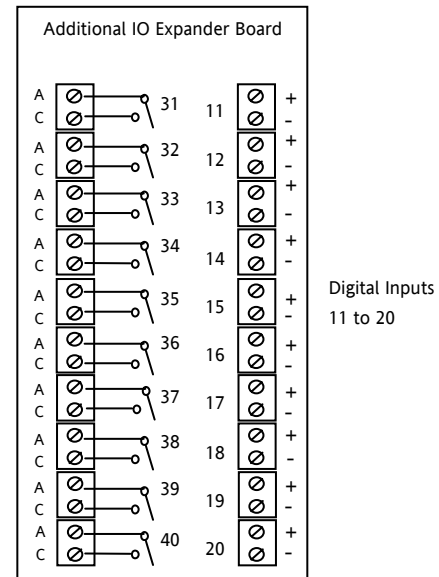 Additional IO Expander Board
A 31 11 +
C -
A 32 12 +
C -
A 33 13 +
C -
A 34 14 +
C -
A 35 15 +
C -
A 36 16 +
C -
A 37 17 +
C -
A 38 18 +
C -
A 39 19 +
C -
A 40 20 +
C -
Digital Inputs
11 to 20